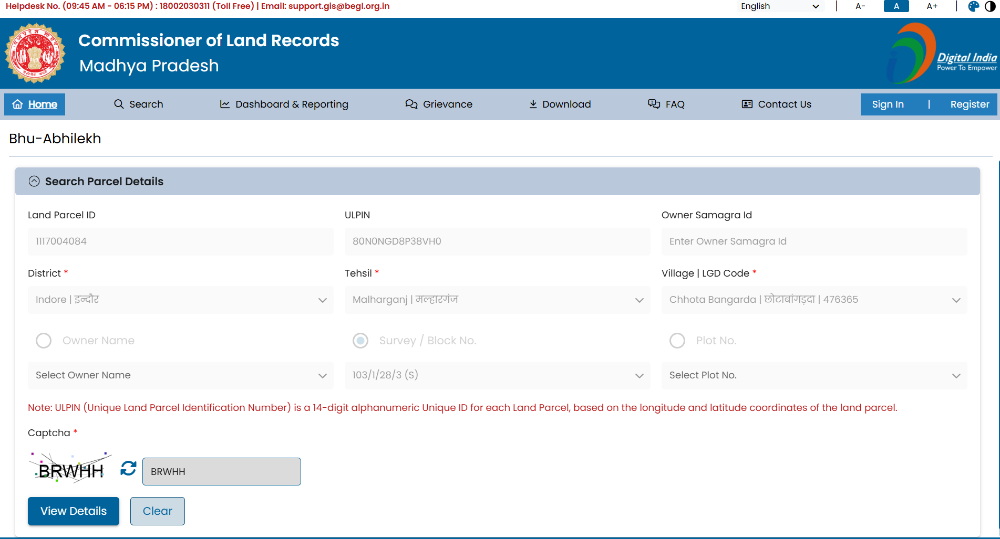 Helpdesk No. (09:45 AM - 06:15 PM) : 18002030311 (Toll Free) | Email: support.gis@begl.org.in
English
A-
A
A+
Commissioner of Land Records
Madhya Pradesh
Digital India
Power To Empower
Home
Search
Dashboard & Reporting
Grievance
Download
FAQ
Contact Us
Sign In | Register
Bhu-Abhilekh
Search Parcel Details
Land Parcel ID
ULPIN
Owner Samagra Id
1117004084
80N0NGD8P38VH0
Enter Owner Samagra Id
District *
Tehsil *
Village | LGD Code *
Indore | इन्दौर
Malharganj | मल्हारगंज
Chhota Bangarda | छोटाबांगड़दा | 476365
Owner Name
Survey / Block No.
Plot No.
Select Owner Name
103/1/28/3 (S)
Select Plot No.
Note: ULPIN (Unique Land Parcel Identification Number) is a 14-digit alphanumeric Unique ID for each Land Parcel, based on the longitude and latitude coordinates of the land parcel.
Captcha *
BRWHH
BRWHH
View Details
Clear